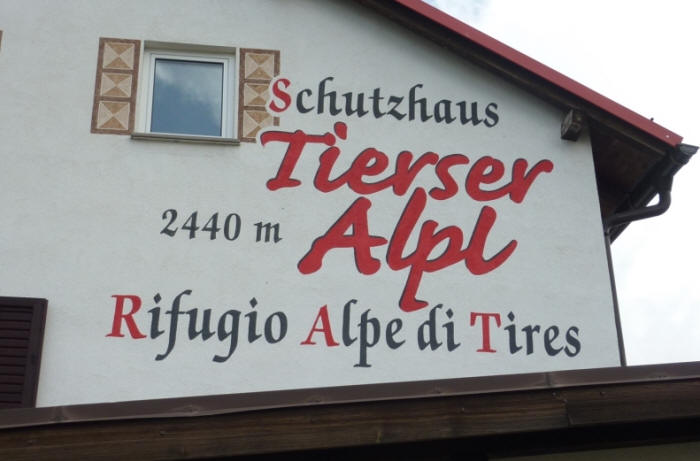 Schutzhaus
Tierser
2440 m Alpl
Rifugio Alpe di Tires